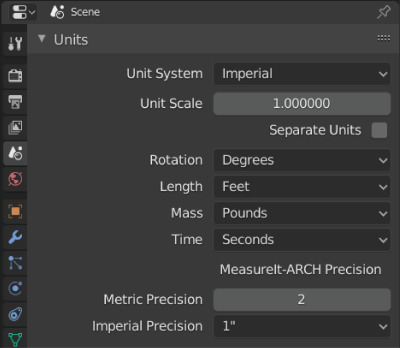 Scene
Units
Unit System Imperial
Unit Scale 1.000000
Separate Units
Rotation Degrees
Length Feet
Mass Pounds
Time Seconds
MeasureIt-ARCH Precision
Metric Precision 2
Imperial Precision 1"